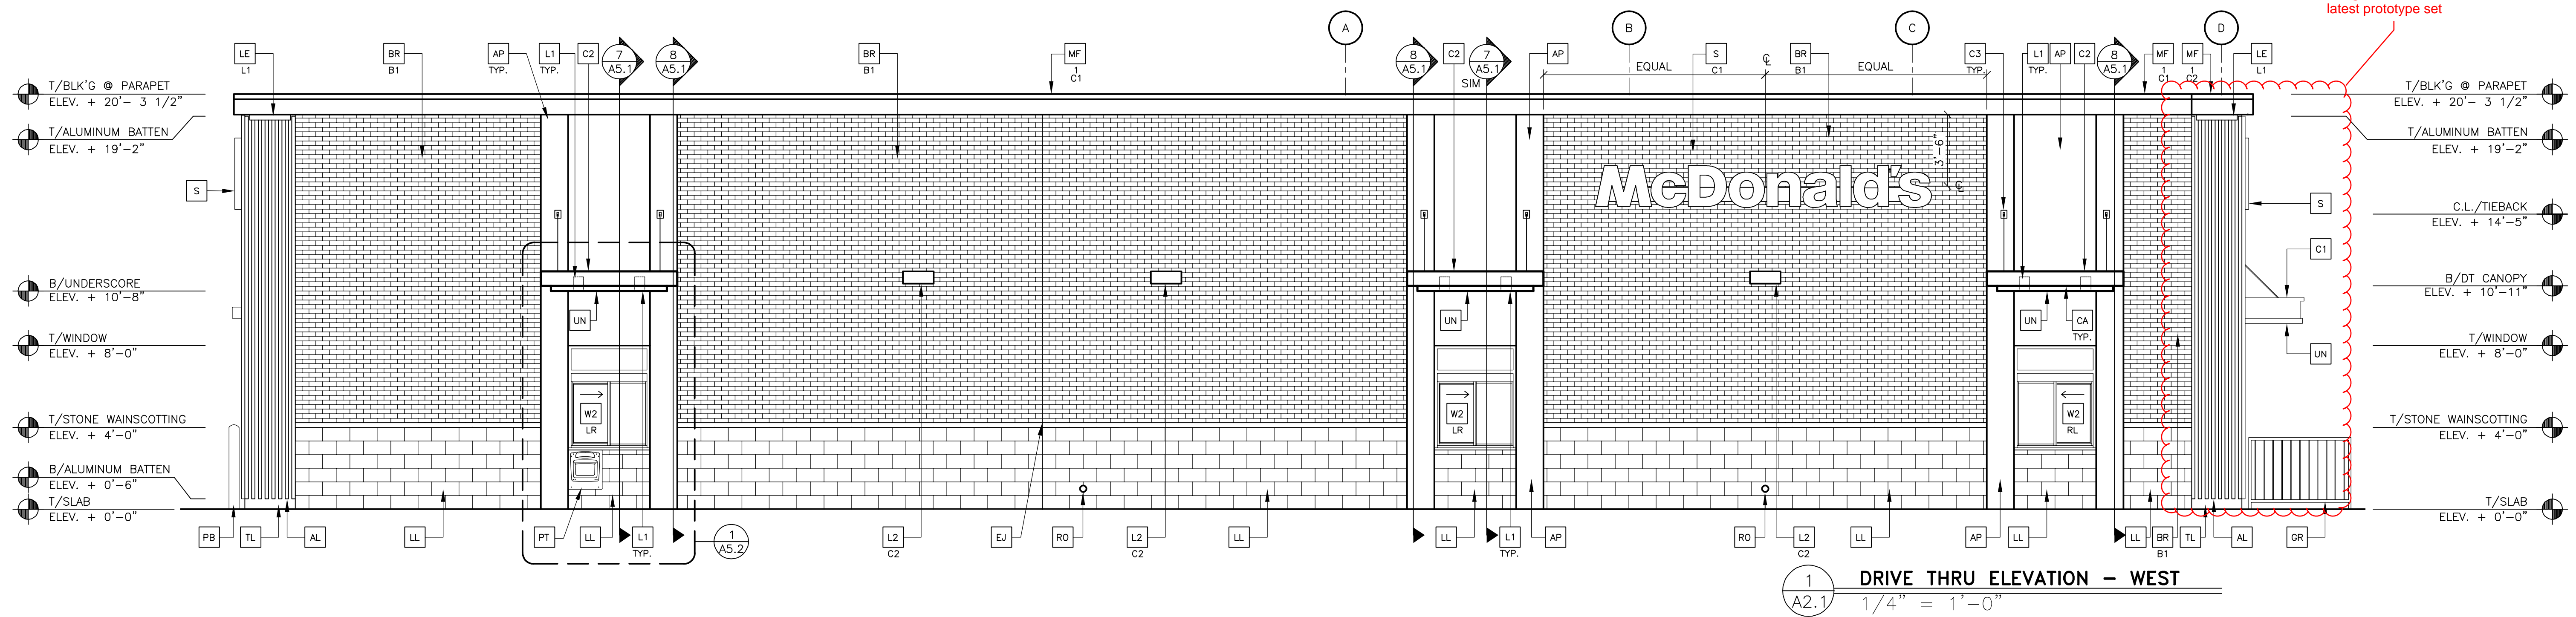 latest prototype set
A
B
C
D
LE
L1
BR
B1
AP
TYP.
L1
TYP.
C2
7
A5.1
8
A5.1
BR
B1
MF
1
C1
8
A5.1
C2
7
A5.1
SIM
AP
EQUAL
S
C1
℄
BR
B1
EQUAL
C3
TYP.
L1
TYP.
AP
C2
8
A5.1
MF
1
C1
MF
1
C2
LE
L1
T/BLK'G @ PARAPET
ELEV. + 20'- 3 1/2"
T/ALUMINUM BATTEN
ELEV. + 19'-2"
S
B/UNDERSCORE
ELEV. + 10'-8"
T/WINDOW
ELEV. + 8'-0"
T/STONE WAINSCOTTING
ELEV. + 4'-0"
B/ALUMINUM BATTEN
ELEV. + 0'-6"
T/SLAB
ELEV. + 0'-0"
McDonald's
3'-6"
℄
UN
W2
LR
UN
W2
LR
UN
CA
TYP.
W2
RL
S
C1
UN
T/BLK'G @ PARAPET
ELEV. + 20'- 3 1/2"
T/ALUMINUM BATTEN
ELEV. + 19'-2"
C.L./TIEBACK
ELEV. + 14'-5"
B/DT CANOPY
ELEV. + 10'-11"
T/WINDOW
ELEV. + 8'-0"
T/STONE WAINSCOTTING
ELEV. + 4'-0"
T/SLAB
ELEV. + 0'-0"
PB
TL
AL
LL
PT
LL
L1
TYP.
1
A5.2
L2
C2
EJ
RO
L2
C2
LL
LL
L1
TYP.
AP
RO
L2
C2
LL
AP
LL
LL
BR
B1
TL
AL
GR
1
A2.1
DRIVE THRU ELEVATION - WEST
1/4" = 1'-0"